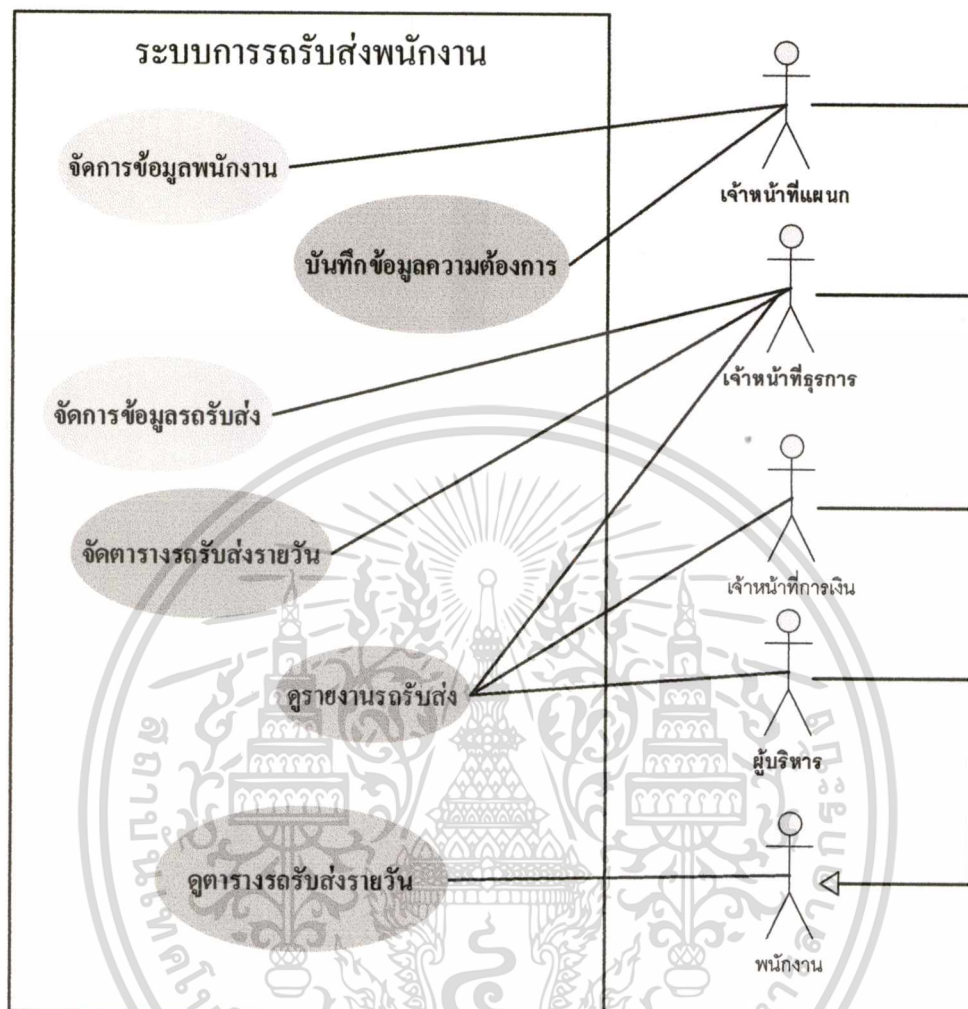 ระบบการรถรับส่งพนักงาน
จัดการข้อมูลพนักงาน
เจ้าหน้าที่แผนก
บันทึกข้อมูลความต้องการ
เจ้าหน้าที่ธุรการ
จัดการข้อมูลรถรับส่ง
จัดตารางรถรับส่งรายวัน
เจ้าหน้าที่การเงิน
ดูรายงานรถรับส่ง
ผู้บริหาร
ดูตารางรถรับส่งรายวัน
พนักงาน